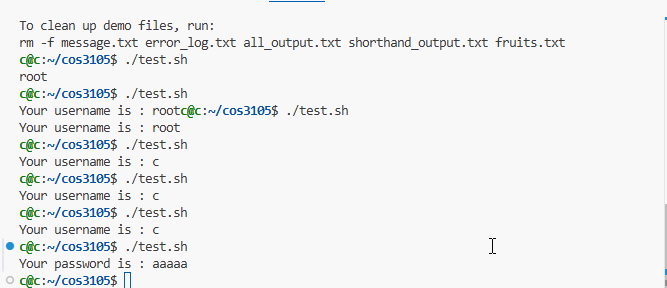 To clean up demo files, run:
rm -f message.txt error_log.txt all_output.txt shorthand_output.txt fruits.txt
c@c:~/cos3105$ ./test.sh
root
c@c:~/cos3105$ ./test.sh
Your username is : rootc@c:~/cos3105$ ./test.sh
Your username is : root
c@c:~/cos3105$ ./test.sh
Your username is : c
c@c:~/cos3105$ ./test.sh
Your username is : c
c@c:~/cos3105$ ./test.sh
Your username is : c
c@c:~/cos3105$ ./test.sh
Your password is : aaaaa
c@c:~/cos3105$